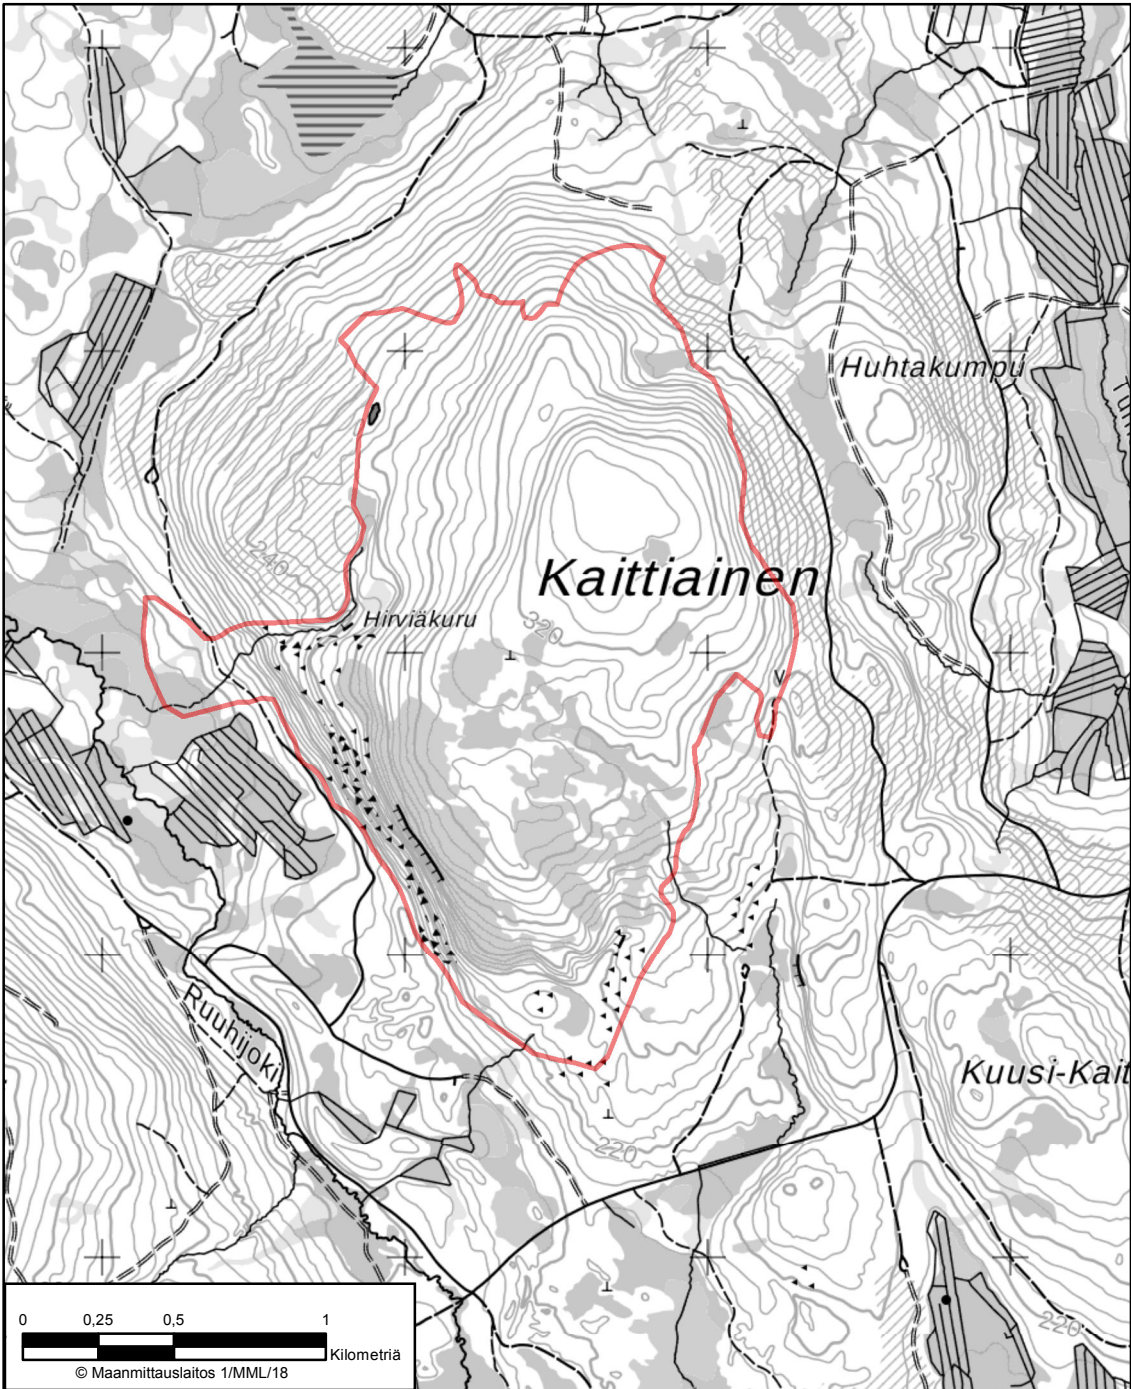 Huhtakumpu
240
Kaittiainen
Hirviäkuru
320
V
Ruuhijoki
Kuusi-Kait
220
220
0 0,25 0,5 1
Kilometriä
© Maanmittauslaitos 1/MML/18